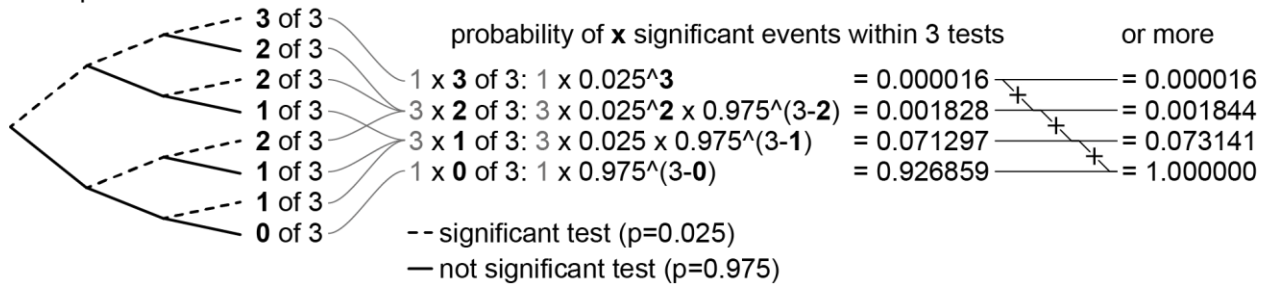 3 of 3
2 of 3
2 of 3
1 of 3
2 of 3
1 of 3
1 of 3
0 of 3
probability of x significant events within 3 tests or more
1 x 3 of 3: 1 x 0.025^3 = 0.000016 = 0.000016
3 x 2 of 3: 3 x 0.025^2 x 0.975^(3-2) = 0.001828 + = 0.001844
3 x 1 of 3: 3 x 0.025 x 0.975^(3-1) = 0.071297 + = 0.073141
1 x 0 of 3: 1 x 0.975^(3-0) = 0.926859 + = 1.000000
-- significant test (p=0.025)
— not significant test (p=0.975)